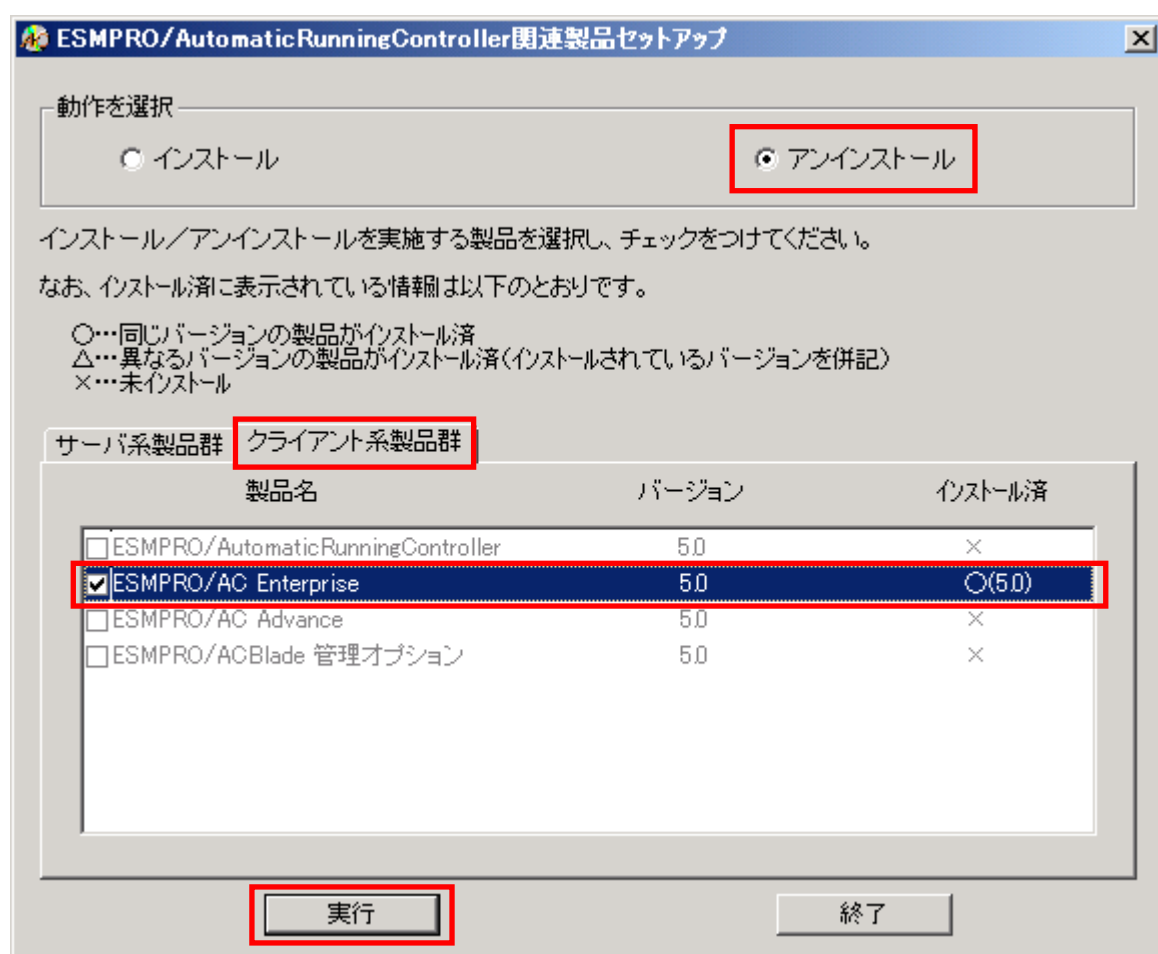 ESMPRO/AutomaticRunningController関連製品セットアップ
動作を選択
インストール
アンインストール
インストール／アンインストールを実施する製品を選択し、チェックをつけてください。
なお、インストール済に表示されている情報は以下のとおりです。
○…同じバージョンの製品がインストール済
△…異なるバージョンの製品がインストール済(インストールされているバージョンを併記)
×…未インストール
サーバ系製品群 クライアント系製品群
製品名 バージョン インストール済
ESMPRO/AutomaticRunningController 5.0 ×
ESMPRO/AC Enterprise 5.0 ○(5.0)
ESMPRO/AC Advance 5.0 ×
ESMPRO/ACBlade 管理オプション 5.0 ×
実行 終了